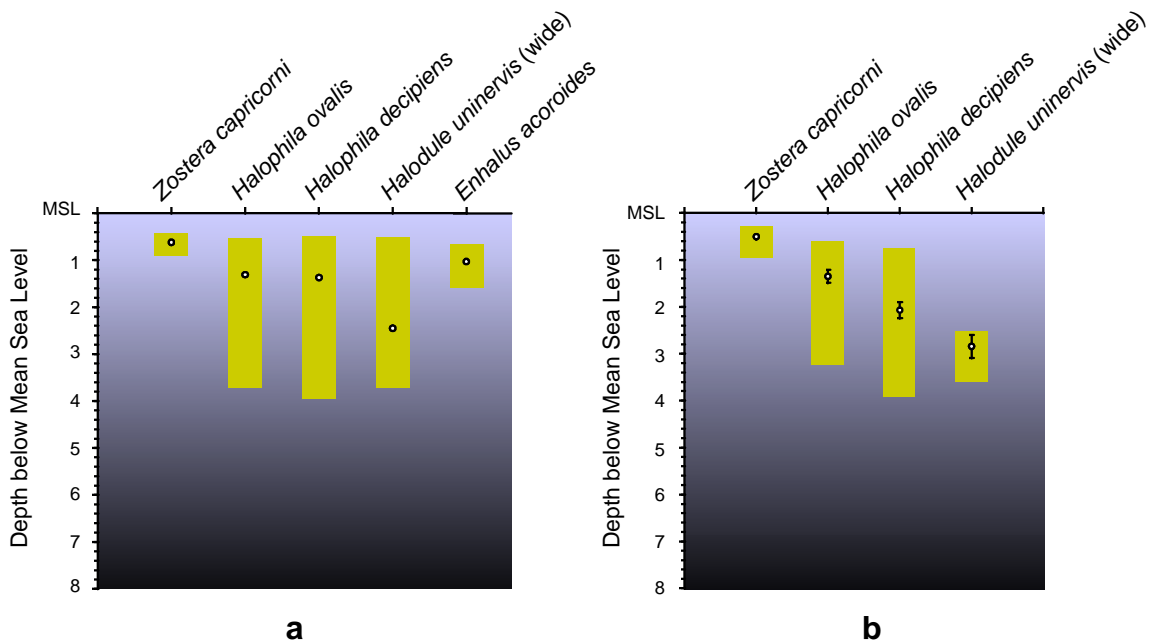 Zostera capricorni
Halophila ovalis
Halophila decipiens
Halodule uninervis (wide)
Enhalus acoroides
MSL
1
2
3
4
5
6
7
8
Depth below Mean Sea Level
a
Zostera capricorni
Halophila ovalis
Halophila decipiens
Halodule uninervis (wide)
MSL
1
2
3
4
5
6
7
8
Depth below Mean Sea Level
b